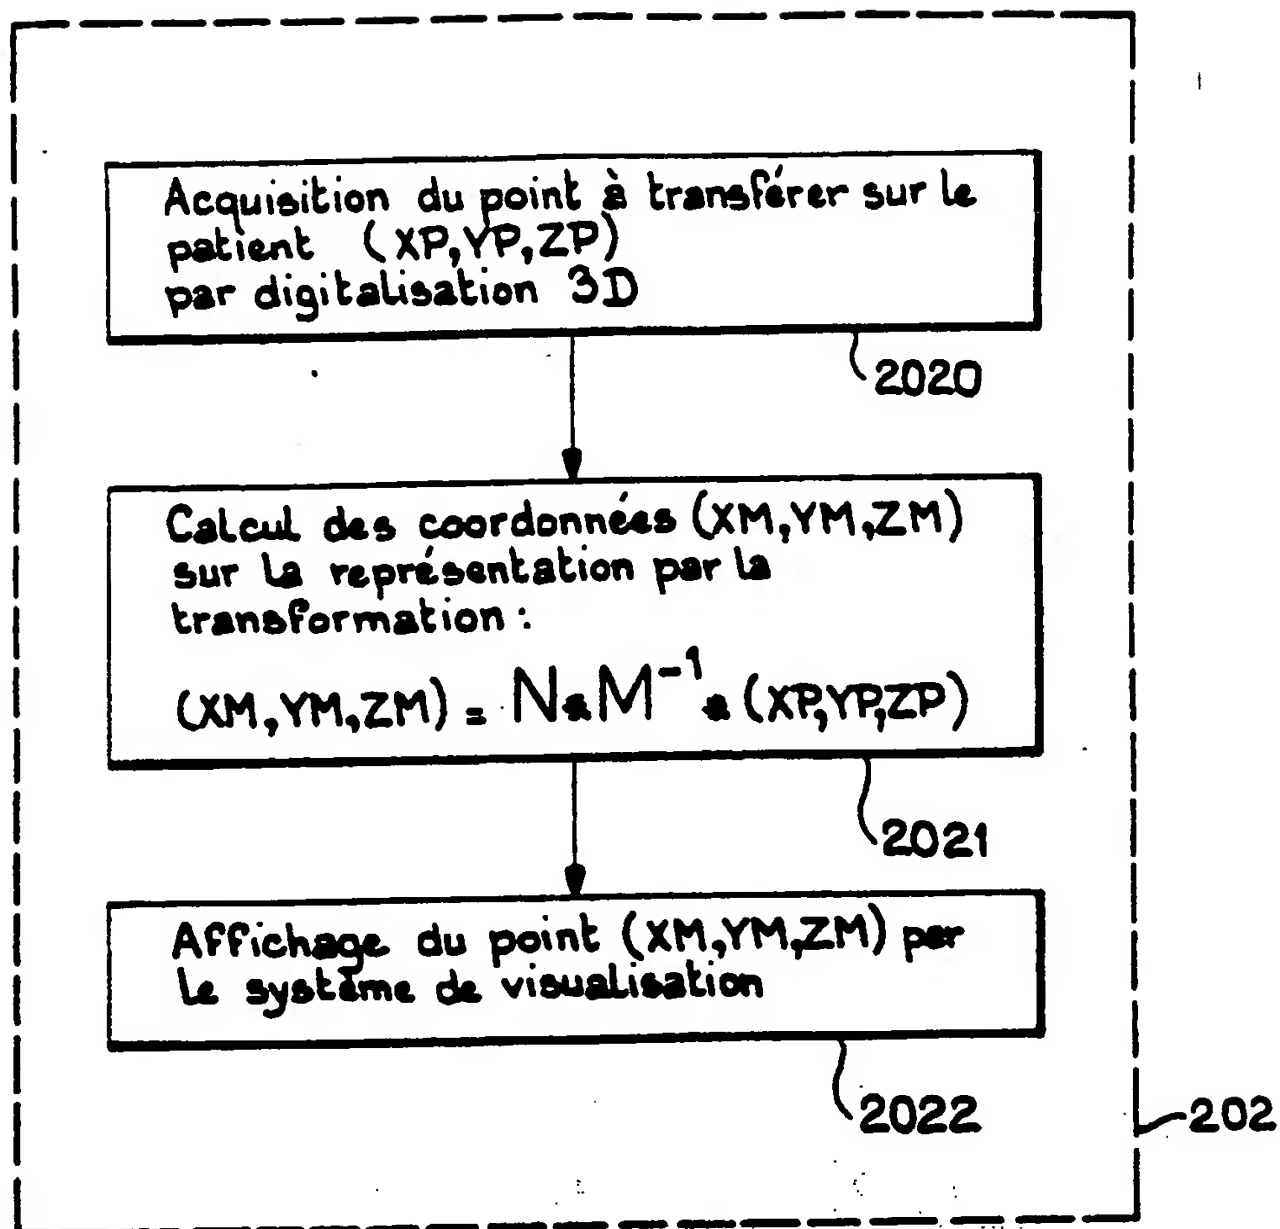 Acquisition du point à transférer sur le
patient (XP,YP,ZP)
par digitalisation 3D
2020
Calcul des coordonnées (XM,YM,ZM)
sur la représentation par la
transformation :
(XM,YM,ZM) = N*M⁻¹ * (XP,YP,ZP)
2021
Affichage du point (XM,YM,ZM) par
le système de visualisation
2022
202